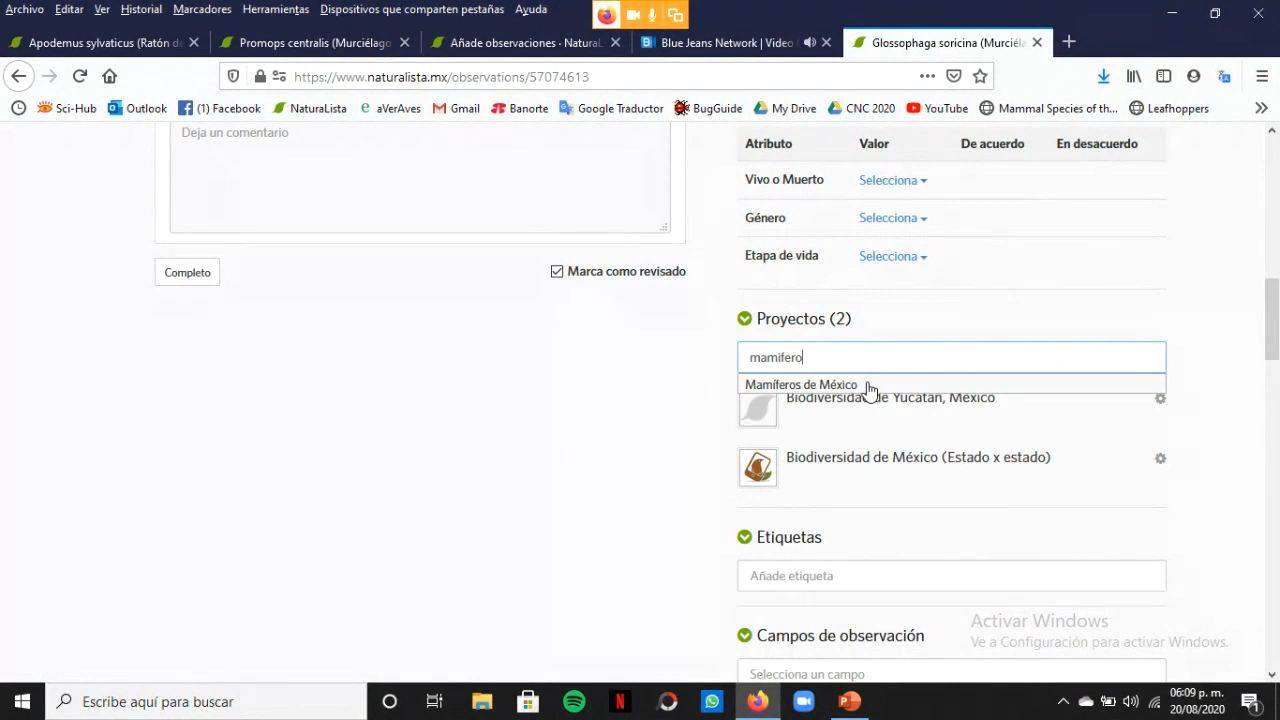 Archivo Editar Ver Historial Marcadores Herramientas Dispositivos que comparten pestañas Ayuda
Apodemus sylvaticus (Ratón de Promops centralis (Murciélago Añade observaciones · Natural Blue Jeans Network | Video Glossophaga soricina (Murciéla
https://www.naturalista.mx/observations/57074613
Sci-Hub Outlook (1) Facebook NaturaLista aVerAves Gmail Banorte Google Traductor BugGuide My Drive CNC 2020 YouTube Mammal Species of th... Leafhoppers
Deja un comentario
Completo
Marca como revisado
Atributo Valor De acuerdo En desacuerdo
Vivo o Muerto Selecciona
Género Selecciona
Etapa de vida Selecciona
Proyectos (2)
mamifero
Mamíferos de México
Biodiversidad de Yucatán, México
Biodiversidad de México (Estado x estado)
Etiquetas
Añade etiqueta
Campos de observación
Selecciona un campo
Activar Windows
Ve a Configuración para activar Windows.
Escribe aquí para buscar
06:09 p. m.
20/08/2020
1